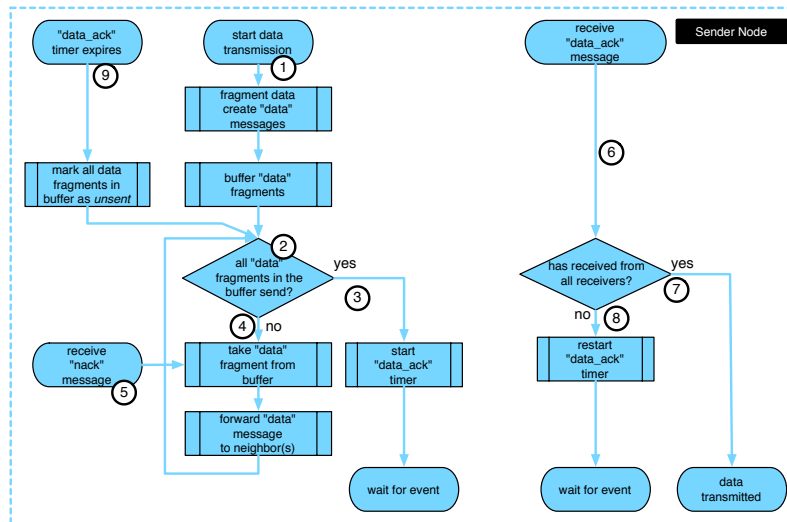 "data_ack"
timer expires
9
start data
transmission
1
receive
"data_ack"
message
Sender Node
fragment data
create "data"
messages
6
mark all data
fragments in
buffer as unsent
buffer "data"
fragments
2
all "data"
fragments in the
buffer send?
yes
3
4
no
has received from
all receivers?
yes
7
no
8
receive
"nack"
message
5
take "data"
fragment from
buffer
start
"data_ack"
timer
restart
"data_ack"
timer
forward "data"
message
to neighbor(s)
wait for event
wait for event
data
transmitted